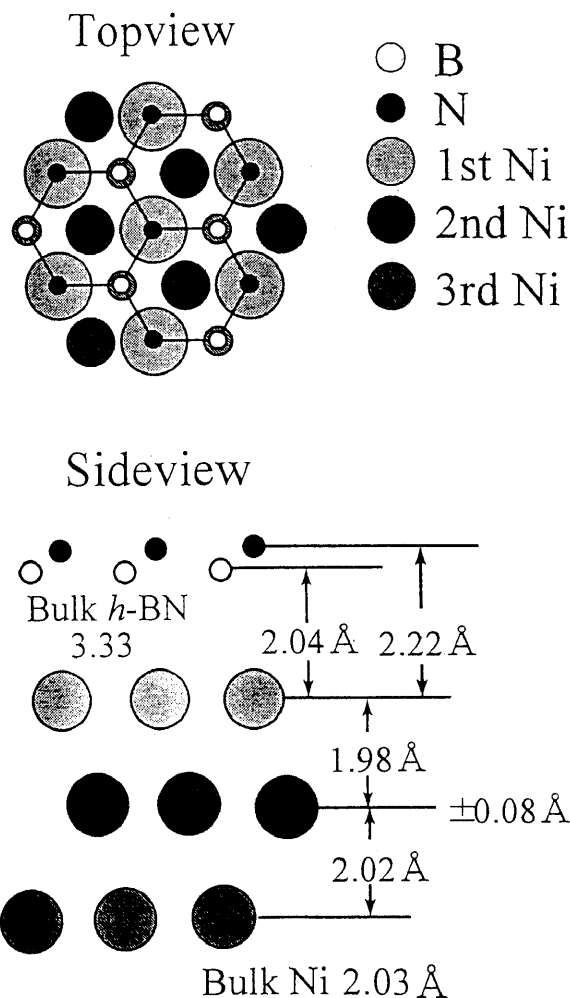 Topview
B
N
1st Ni
2nd Ni
3rd Ni
Sideview
Bulk h-BN
3.33
2.04 Å
2.22 Å
1.98 Å
±0.08 Å
2.02 Å
Bulk Ni 2.03 Å